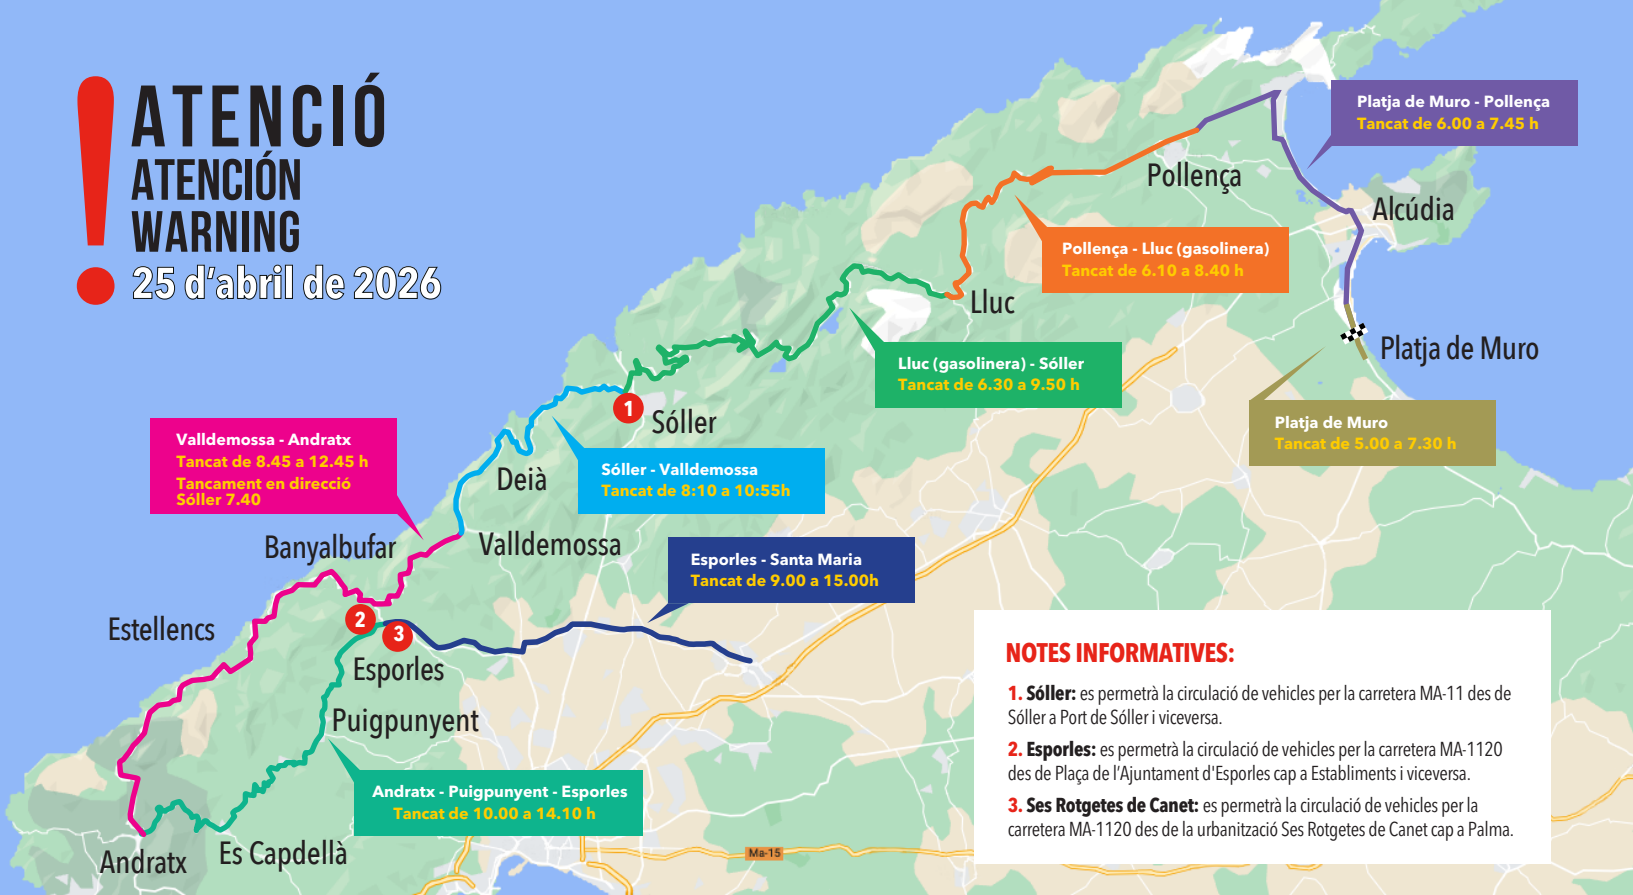 ATENCIÓ
ATENCIÓN
WARNING
25 d'abril de 2026
Platja de Muro - Pollença
Tancat de 6.00 a 7.45 h
Pollença
Alcúdia
Pollença - Lluc (gasolinera)
Tancat de 6.10 a 8.40 h
Lluc
Platja de Muro
Lluc (gasolinera) - Sóller
Tancat de 6.30 a 9.50 h
Platja de Muro
Tancat de 5.00 a 7.30 h
1
Sóller
Valldemossa - Andratx
Tancat de 8.45 a 12.45 h
Tancament en direcció
Sóller 7.40
Deià
Sóller - Valldemossa
Tancat de 8:10 a 10:55h
Banyalbufar
Valldemossa
Esporles - Santa Maria
Tancat de 9.00 a 15.00h
Estellencs
2
3
Esporles
Puigpunyent
Andratx - Puigpunyent - Esporles
Tancat de 10.00 a 14.10 h
Andratx
Es Capdellà
Ma-15
NOTES INFORMATIVES:
1. Sóller: es permetrà la circulació de vehicles per la carretera MA-11 des de
Sóller a Port de Sóller i viceversa.
2. Esporles: es permetrà la circulació de vehicles per la carretera MA-1120
des de Plaça de l'Ajuntament d'Esporles cap a Establiments i viceversa.
3. Ses Rotgetes de Canet: es permetrà la circulació de vehicles per la
carretera MA-1120 des de la urbanització Ses Rotgetes de Canet cap a Palma.